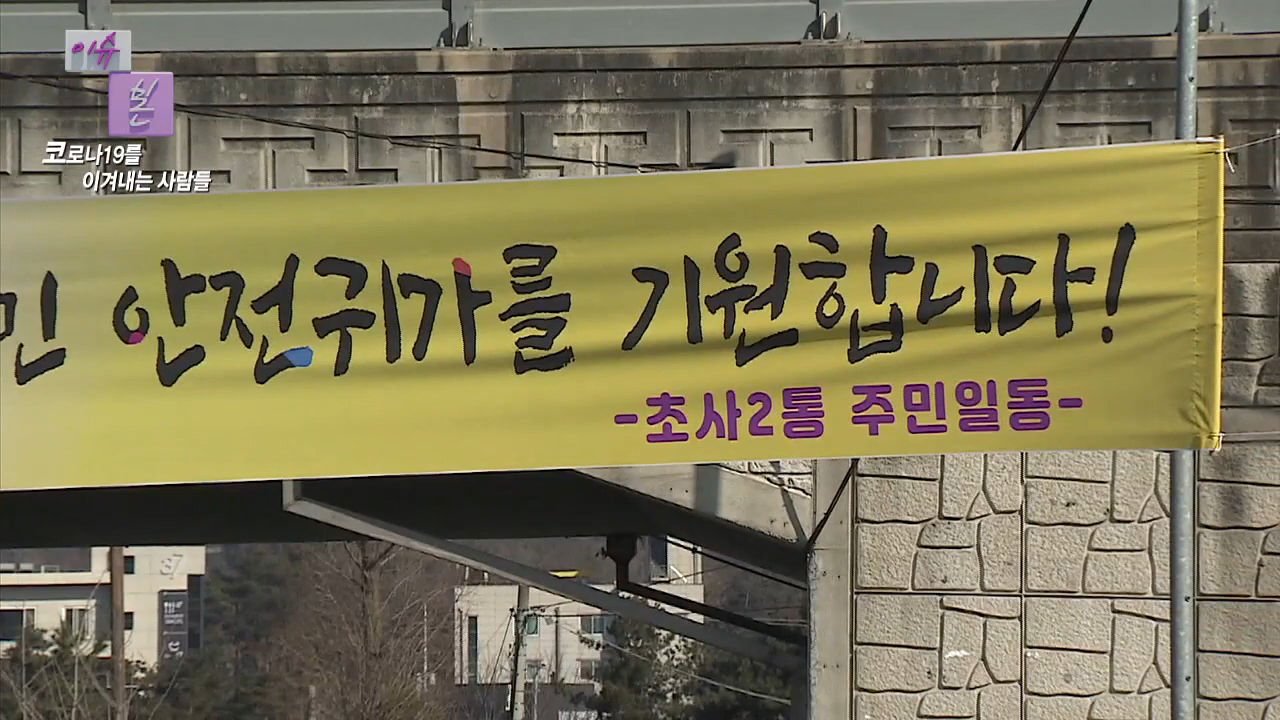 이슈
본
코로나19를
이겨내는 사람들
민 안전귀가를 기원합니다!
-초사2통 주민일동-